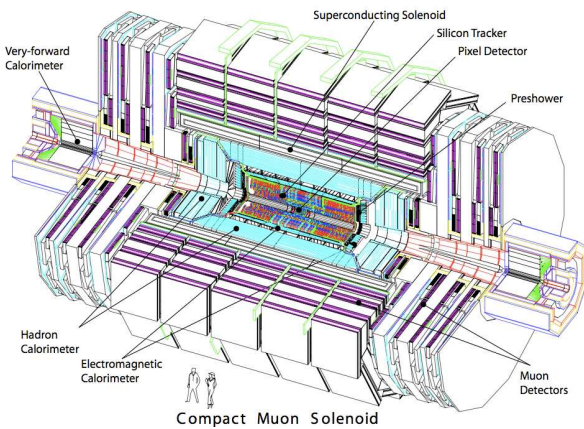 Superconducting Solenoid
Silicon Tracker
Pixel Detector
Very-forward
Calorimeter
Preshower
Hadron
Calorimeter
Electromagnetic
Calorimeter
Muon
Detectors
Compact Muon Solenoid